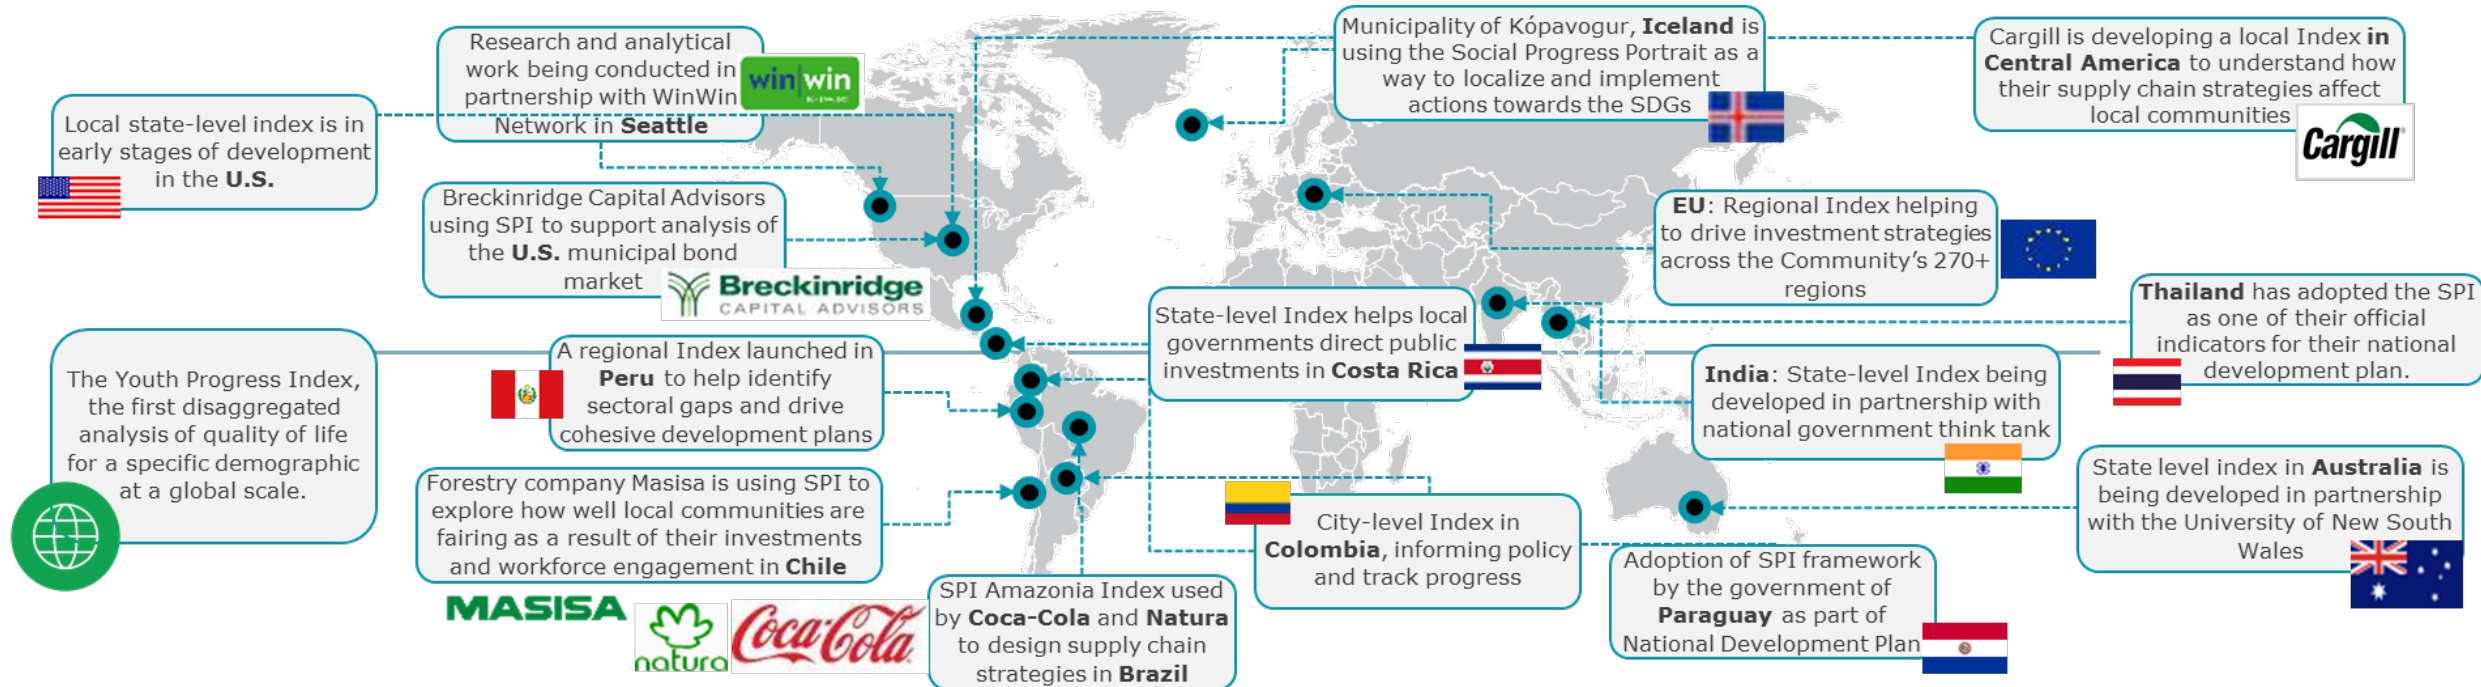 Research and analytical
work being conducted in
partnership with WinWin
Network in Seattle
win win
Local state-level index is in
early stages of development
in the U.S.
Breckinridge Capital Advisors
using SPI to support analysis of
the U.S. municipal bond
market
Breckinridge
CAPITAL ADVISORS
The Youth Progress Index,
the first disaggregated
analysis of quality of life
for a specific demographic
at a global scale.
A regional Index launched in
Peru to help identify
sectoral gaps and drive
cohesive development plans
Forestry company Masisa is using SPI to
explore how well local communities are
fairing as a result of their investments
and workforce engagement in Chile
MASISA
natura
Coca-Cola
SPI Amazonia Index used
by Coca-Cola and Natura
to design supply chain
strategies in Brazil
Municipality of Kópavogur, Iceland is
using the Social Progress Portrait as a
way to localize and implement
actions towards the SDGs
Cargill is developing a local Index in
Central America to understand how
their supply chain strategies affect
local communities
Cargill
EU: Regional Index helping
to drive investment strategies
across the Community's 270+
regions
State-level Index helps local
governments direct public
investments in Costa Rica
Thailand has adopted the SPI
as one of their official
indicators for their national
development plan.
India: State-level Index being
developed in partnership with
national government think tank
City-level Index in
Colombia, informing policy
and track progress
State level index in Australia is
being developed in partnership
with the University of New South
Wales
Adoption of SPI framework
by the government of
Paraguay as part of
National Development Plan